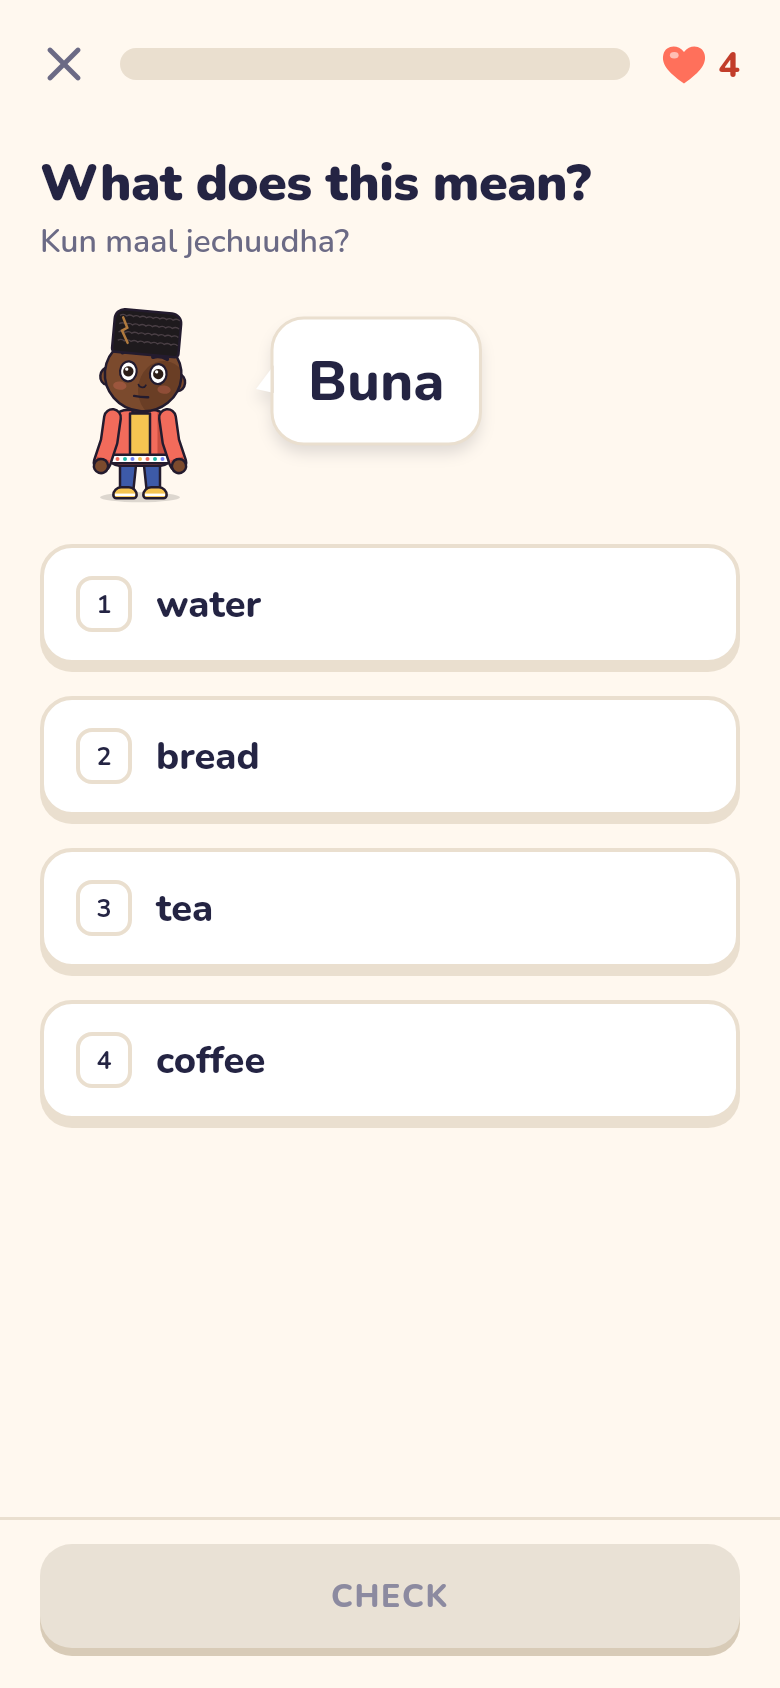 4
What does this mean?
Kun maal jechuudha?
Buna
1 water
2 bread
3 tea
4 coffee
CHECK